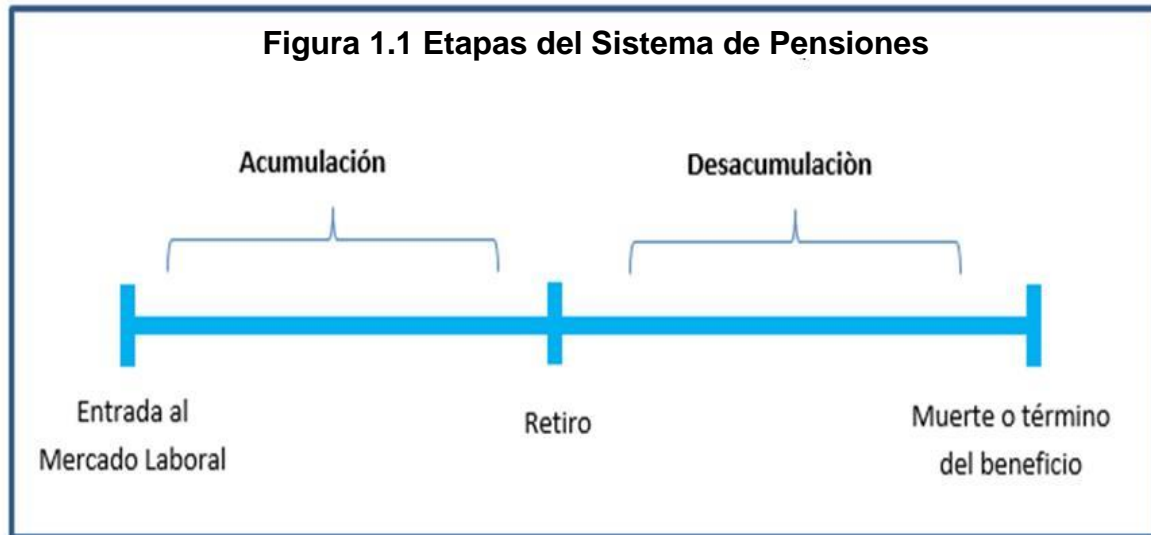 Figura 1.1 Etapas del Sistema de Pensiones
Acumulación
Desacumulaciòn
Entrada al
Mercado Laboral
Retiro
Muerte o término
del beneficio